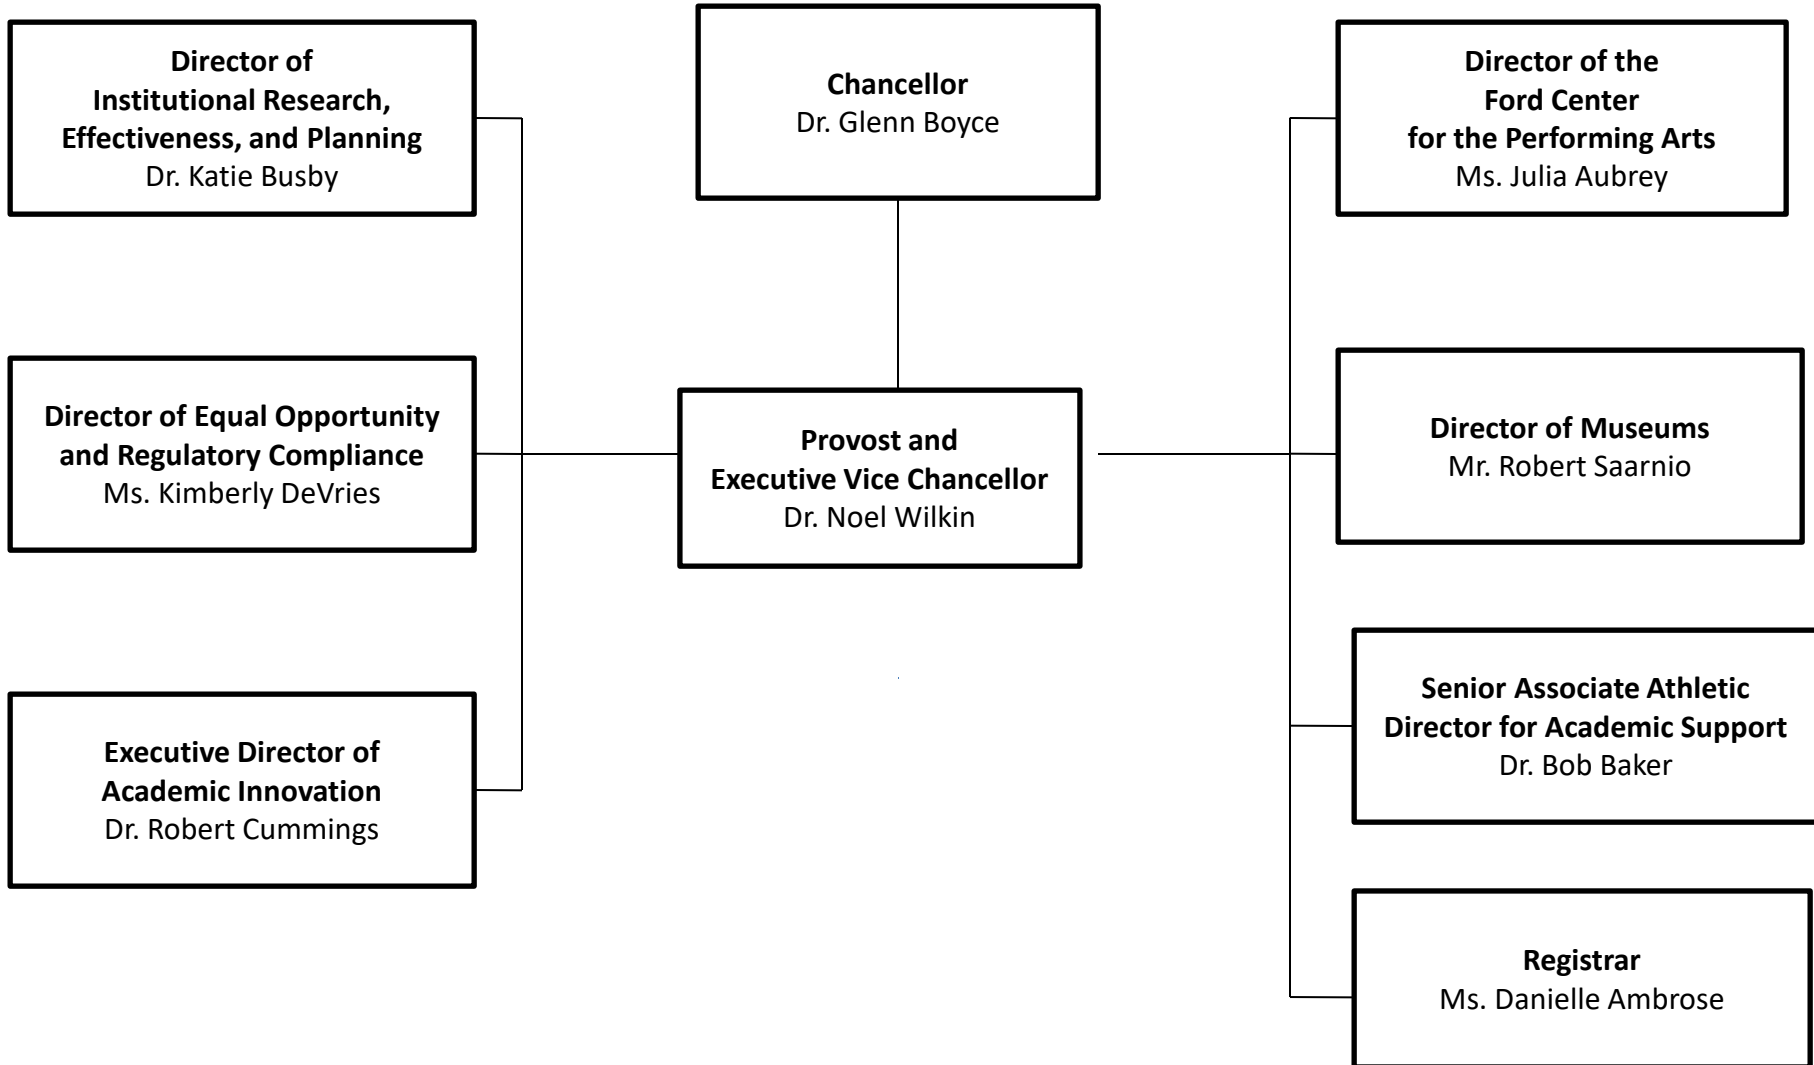 Director of
Institutional Research,
Effectiveness, and Planning
Dr. Katie Busby
Chancellor
Dr. Glenn Boyce
Director of the
Ford Center
for the Performing Arts
Ms. Julia Aubrey
Director of Equal Opportunity
and Regulatory Compliance
Ms. Kimberly DeVries
Provost and
Executive Vice Chancellor
Dr. Noel Wilkin
Director of Museums
Mr. Robert Saarnio
Executive Director of
Academic Innovation
Dr. Robert Cummings
Senior Associate Athletic
Director for Academic Support
Dr. Bob Baker
Registrar
Ms. Danielle Ambrose